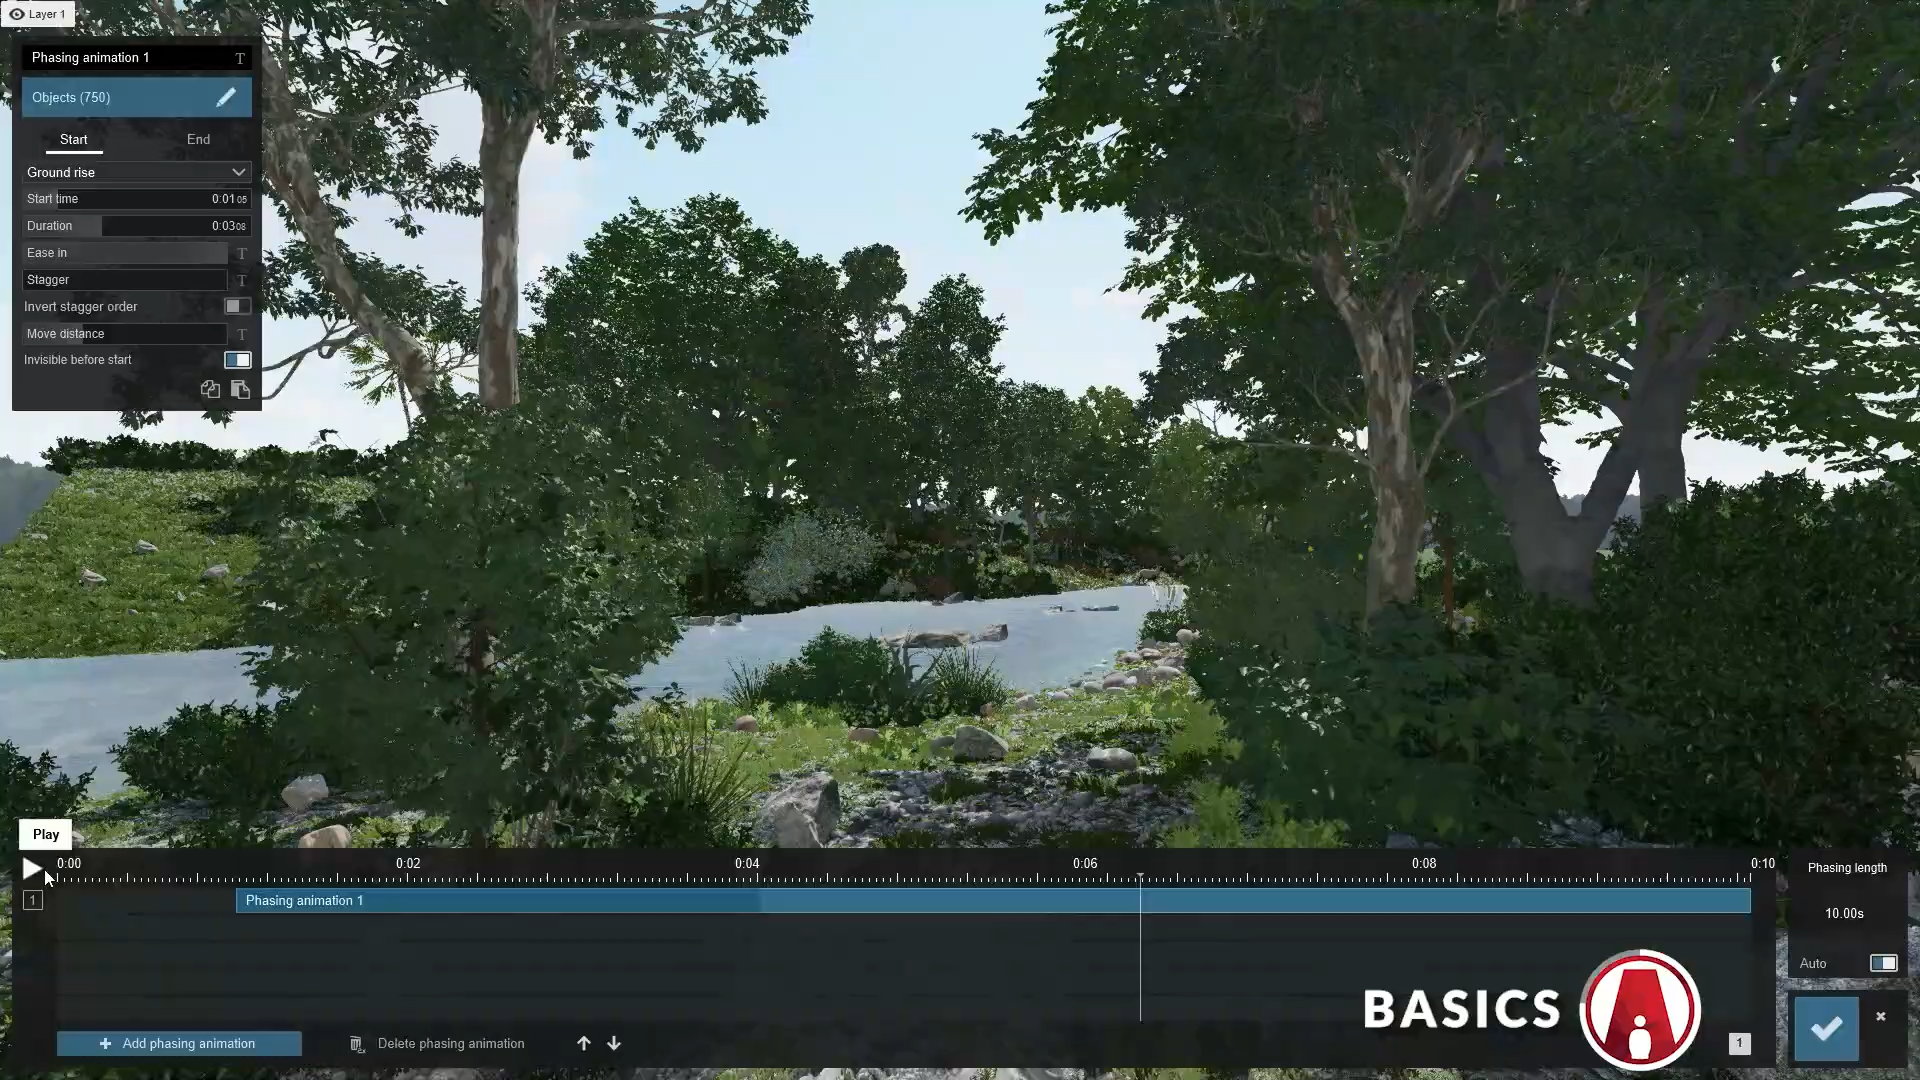 Layer 1
Phasing animation 1
T
Objects (750)
Start End
Ground rise
Start time 0:01 05
Duration 0:03 08
Ease in T
Stagger T
Invert stagger order
Move distance T
Invisible before start
Play
0:00 0:02 0:04 0:06 0:08 0:10
Phasing length
1
Phasing animation 1
10.00s
Auto
BASICS
+ Add phasing animation
Delete phasing animation
1